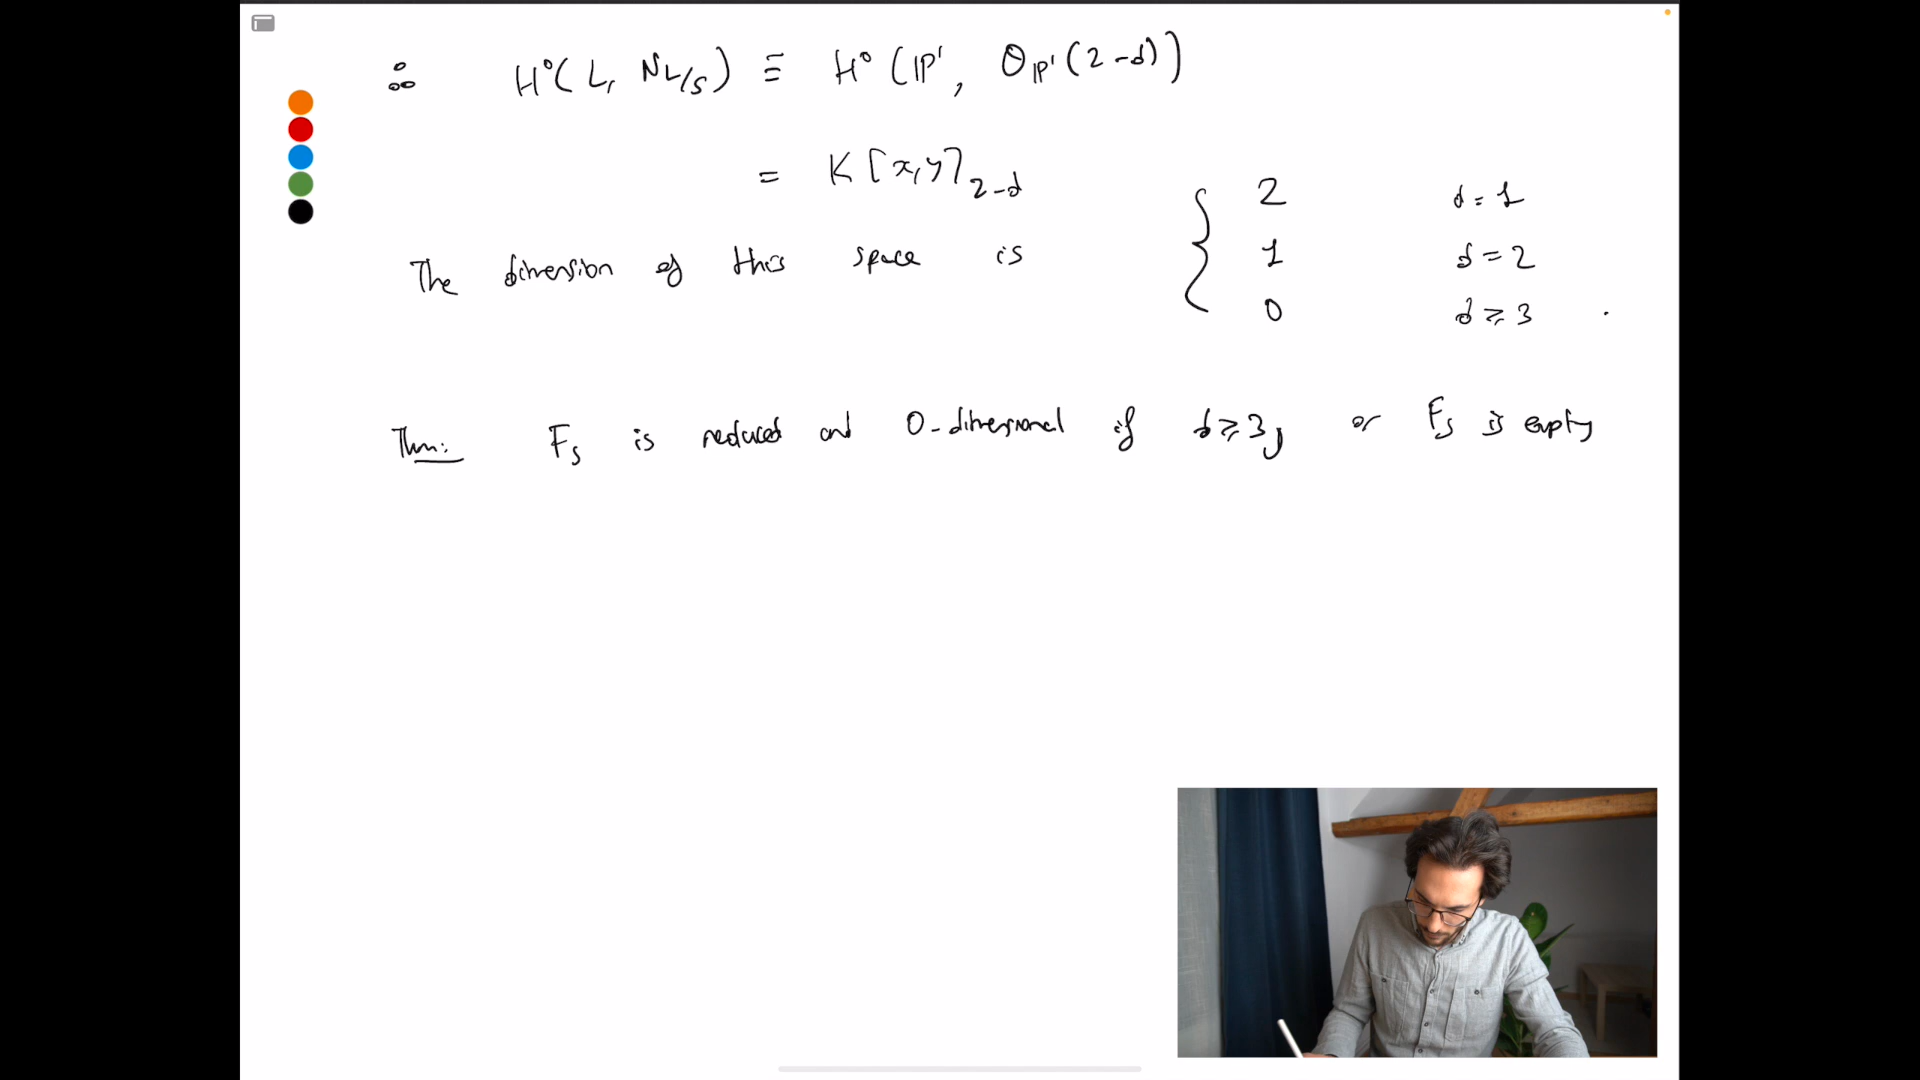 ∴ H⁰(L, N_{L/S}) ≡ H⁰(ℙ¹, O_{ℙ¹}(2-d))
= K[x,y]_{2-d}
The dimension of this space is { 2 d = 1
1 d = 2
0 d ≥ 3 .
Thm: F_S is reduced and 0-dimensional if d ≥ 3, or F_S is empty